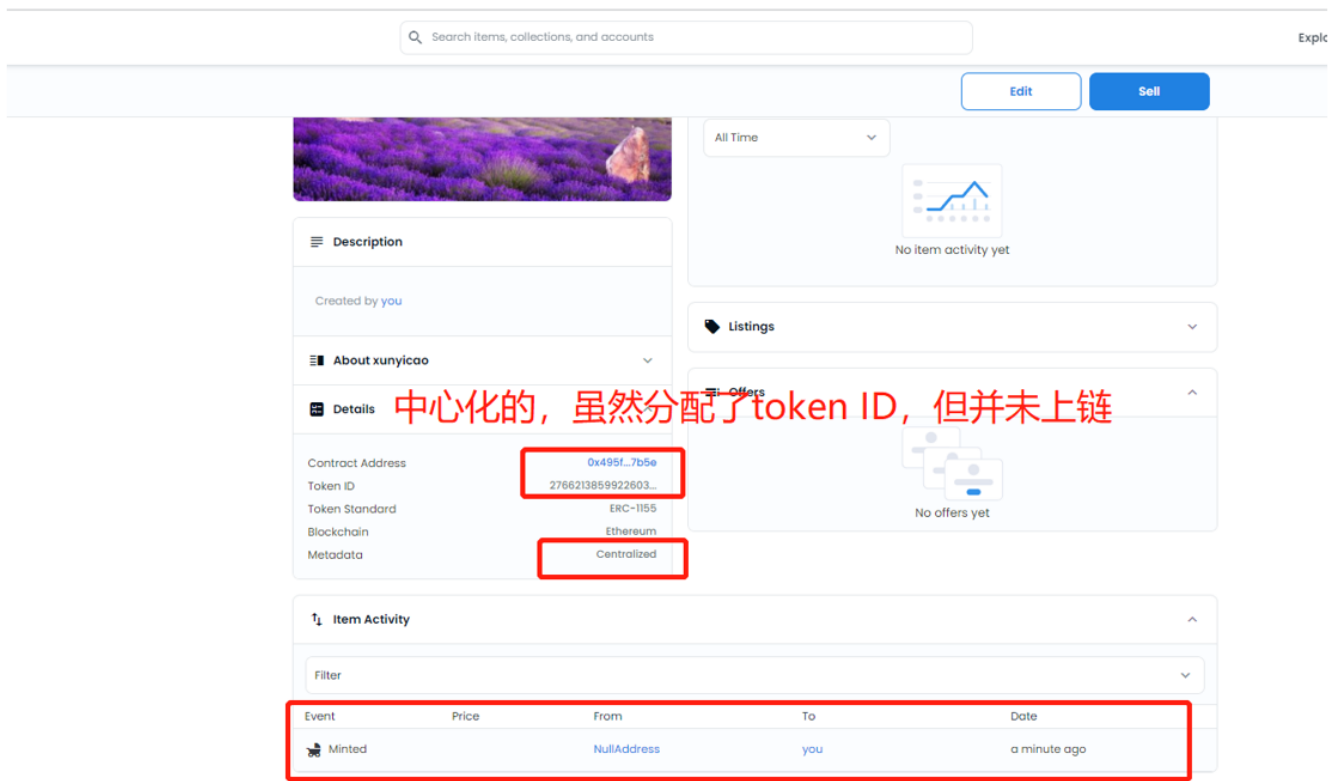 Search items, collections, and accounts
Explo
Edit
Sell
All Time
No item activity yet
Description
Created by you
Listings
About xunyicao
Offers
Details
中心化的，虽然分配了token ID，但并未上链
Contract Address 0x495f...7b5e
Token ID 2766213859922603...
Token Standard ERC-1155
Blockchain Ethereum
Metadata Centralized
No offers yet
Item Activity
Filter
Event Price From To Date
Minted NullAddress you a minute ago